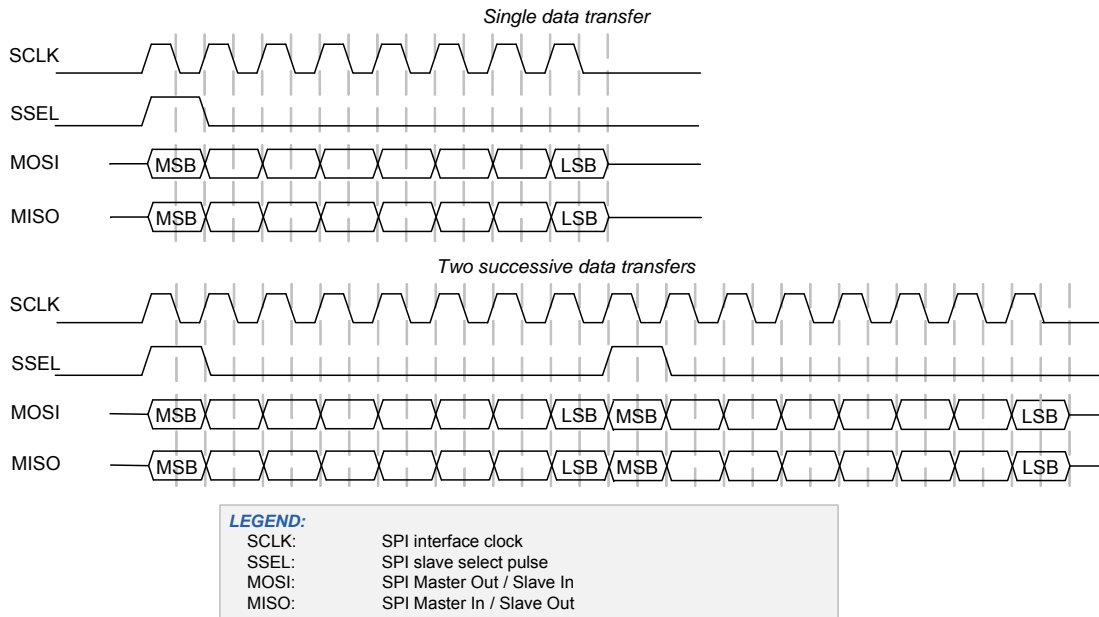 Single data transfer
SCLK
SSEL
MOSI MSB LSB
MISO MSB LSB
Two successive data transfers
SCLK
SSEL
MOSI MSB LSB MSB LSB
MISO MSB LSB MSB LSB
LEGEND:
SCLK: SPI interface clock
SSEL: SPI slave select pulse
MOSI: SPI Master Out / Slave In
MISO: SPI Master In / Slave Out